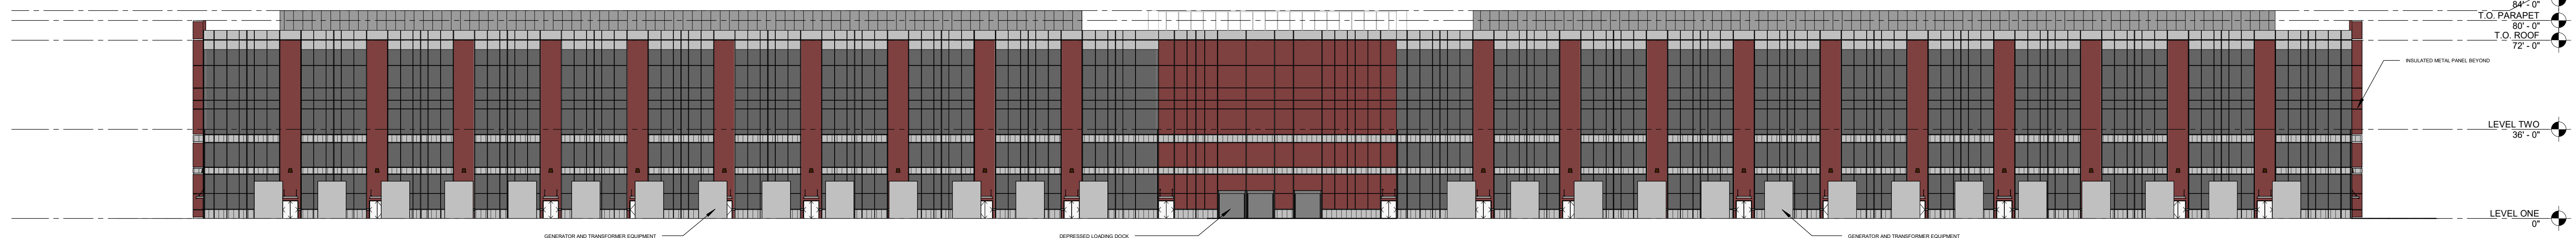 84' - 0"
T.O. PARAPET
80' - 0"
T.O. ROOF
72' - 0"
INSULATED METAL PANEL BEYOND
LEVEL TWO
36' - 0"
LEVEL ONE
0"
GENERATOR AND TRANSFORMER EQUIPMENT
DEPRESSED LOADING DOCK
GENERATOR AND TRANSFORMER EQUIPMENT